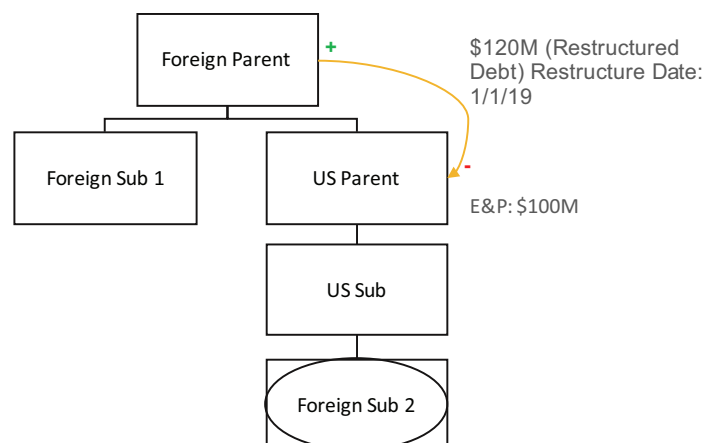 Foreign Parent
+
$120M (Restructured
Debt) Restructure Date:
1/1/19
Foreign Sub 1
US Parent
-
E&P: $100M
US Sub
Foreign Sub 2